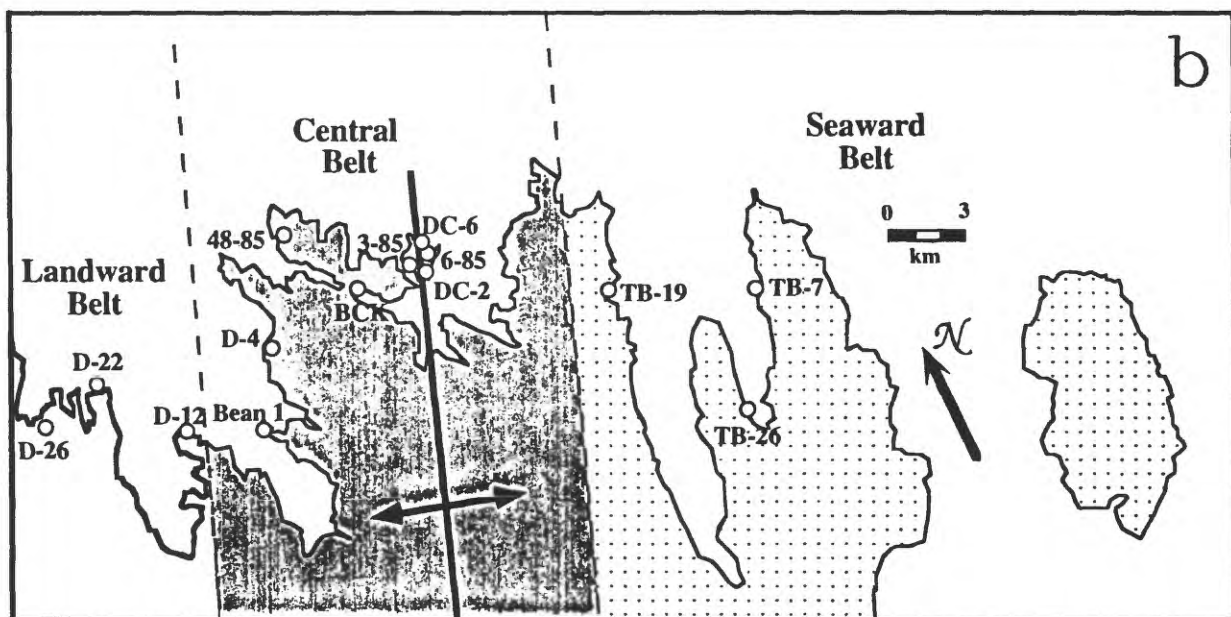 b
Central
Belt
Seaward
Belt
0 3
km
DC-6
48-85
3-85
6-85
Landward
Belt
DC-2
BCK
TB-19
TB-7
N
D-4
D-22
D-12
Bean 1
TB-26
D-26